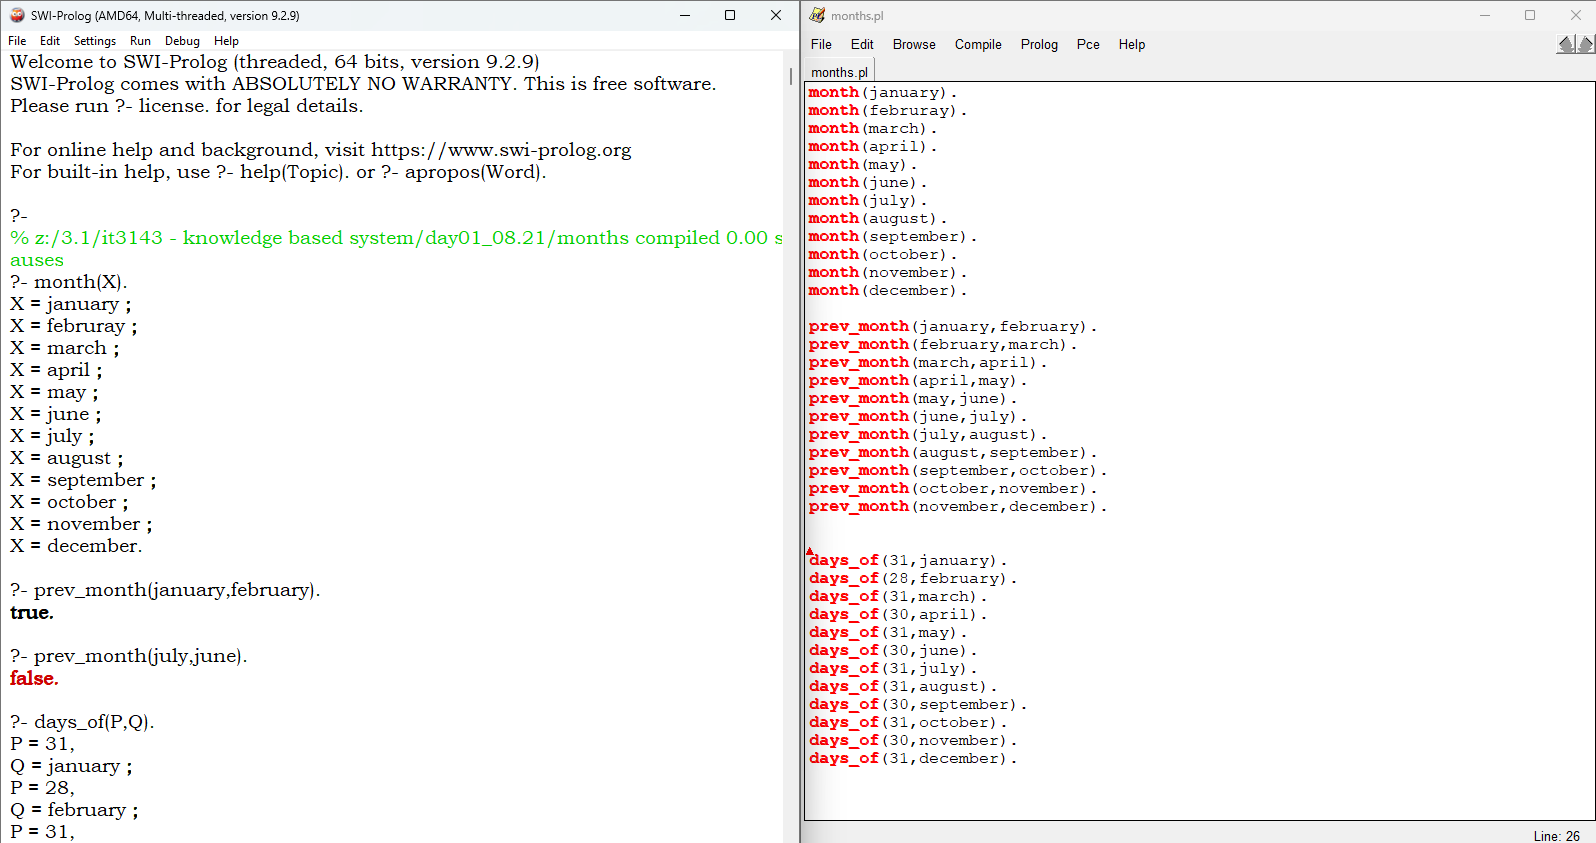 SWI-Prolog (AMD64, Multi-threaded, version 9.2.9)
File Edit Settings Run Debug Help
Welcome to SWI-Prolog (threaded, 64 bits, version 9.2.9)
SWI-Prolog comes with ABSOLUTELY NO WARRANTY. This is free software.
Please run ?- license. for legal details.
For online help and background, visit https://www.swi-prolog.org
For built-in help, use ?- help(Topic). or ?- apropos(Word).
?-
% z:/3.1/it3143 - knowledge based system/day01_08.21/months compiled 0.00 s
auses
?- month(X).
X = january ;
X = februray ;
X = march ;
X = april ;
X = may ;
X = june ;
X = july ;
X = august ;
X = september ;
X = october ;
X = november ;
X = december.
?- prev_month(january,february).
true.
?- prev_month(july,june).
false.
?- days_of(P,Q).
P = 31,
Q = january ;
P = 28,
Q = february ;
P = 31,
months.pl
File Edit Browse Compile Prolog Pce Help
months.pl
month(january).
month(februray).
month(march).
month(april).
month(may).
month(june).
month(july).
month(august).
month(september).
month(october).
month(november).
month(december).
prev_month(january,february).
prev_month(february,march).
prev_month(march,april).
prev_month(april,may).
prev_month(may,june).
prev_month(june,july).
prev_month(july,august).
prev_month(august,september).
prev_month(september,october).
prev_month(october,november).
prev_month(november,december).
days_of(31,january).
days_of(28,february).
days_of(31,march).
days_of(30,april).
days_of(31,may).
days_of(30,june).
days_of(31,july).
days_of(31,august).
days_of(30,september).
days_of(31,october).
days_of(30,november).
days_of(31,december).
Line: 26